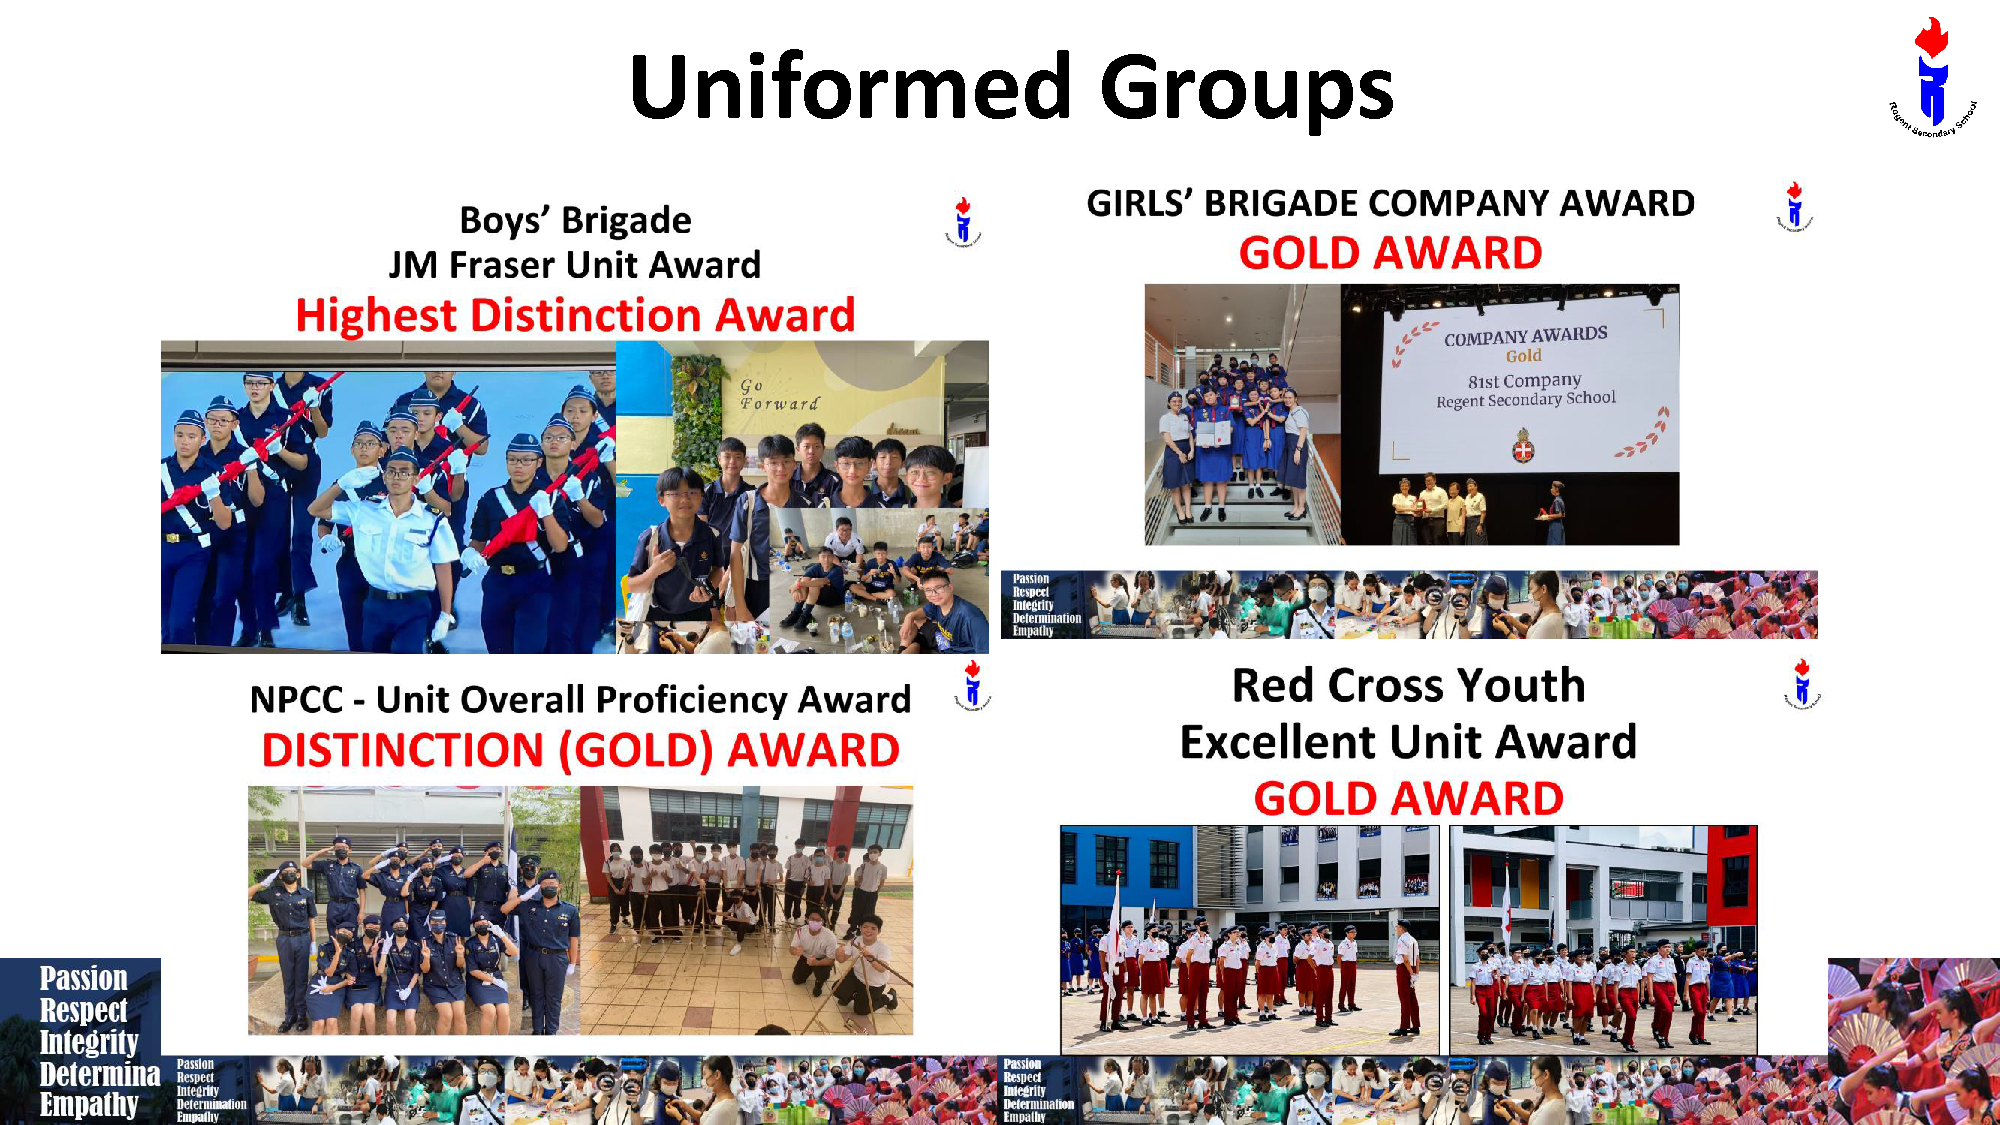 Uniformed Groups
Regent Secondary School
Boys’ Brigade
JM Fraser Unit Award
Highest Distinction Award
Go
Forward
dream
GIRLS’ BRIGADE COMPANY AWARD
GOLD AWARD
COMPANY AWARDS
Gold
81st Company
Regent Secondary School
Passion
Respect
Integrity
Determination
Empathy
NPCC - Unit Overall Proficiency Award
DISTINCTION (GOLD) AWARD
Red Cross Youth
Excellent Unit Award
GOLD AWARD
Passion
Respect
Integrity
Determina
Empathy
Passion
Respect
Integrity
Determination
Empathy
Passion
Respect
Integrity
Determination
Empathy